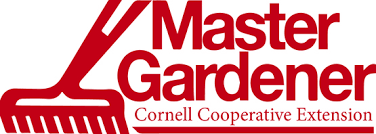 Master
Gardener
Cornell Cooperative Extension